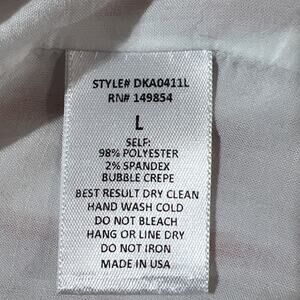 STYLE# DKA0411L
RN# 149854
L
SELF:
98% POLYESTER
2% SPANDEX
BUBBLE CREPE
BEST RESULT DRY CLEAN
HAND WASH COLD
DO NOT BLEACH
HANG OR LINE DRY
DO NOT IRON
MADE IN USA